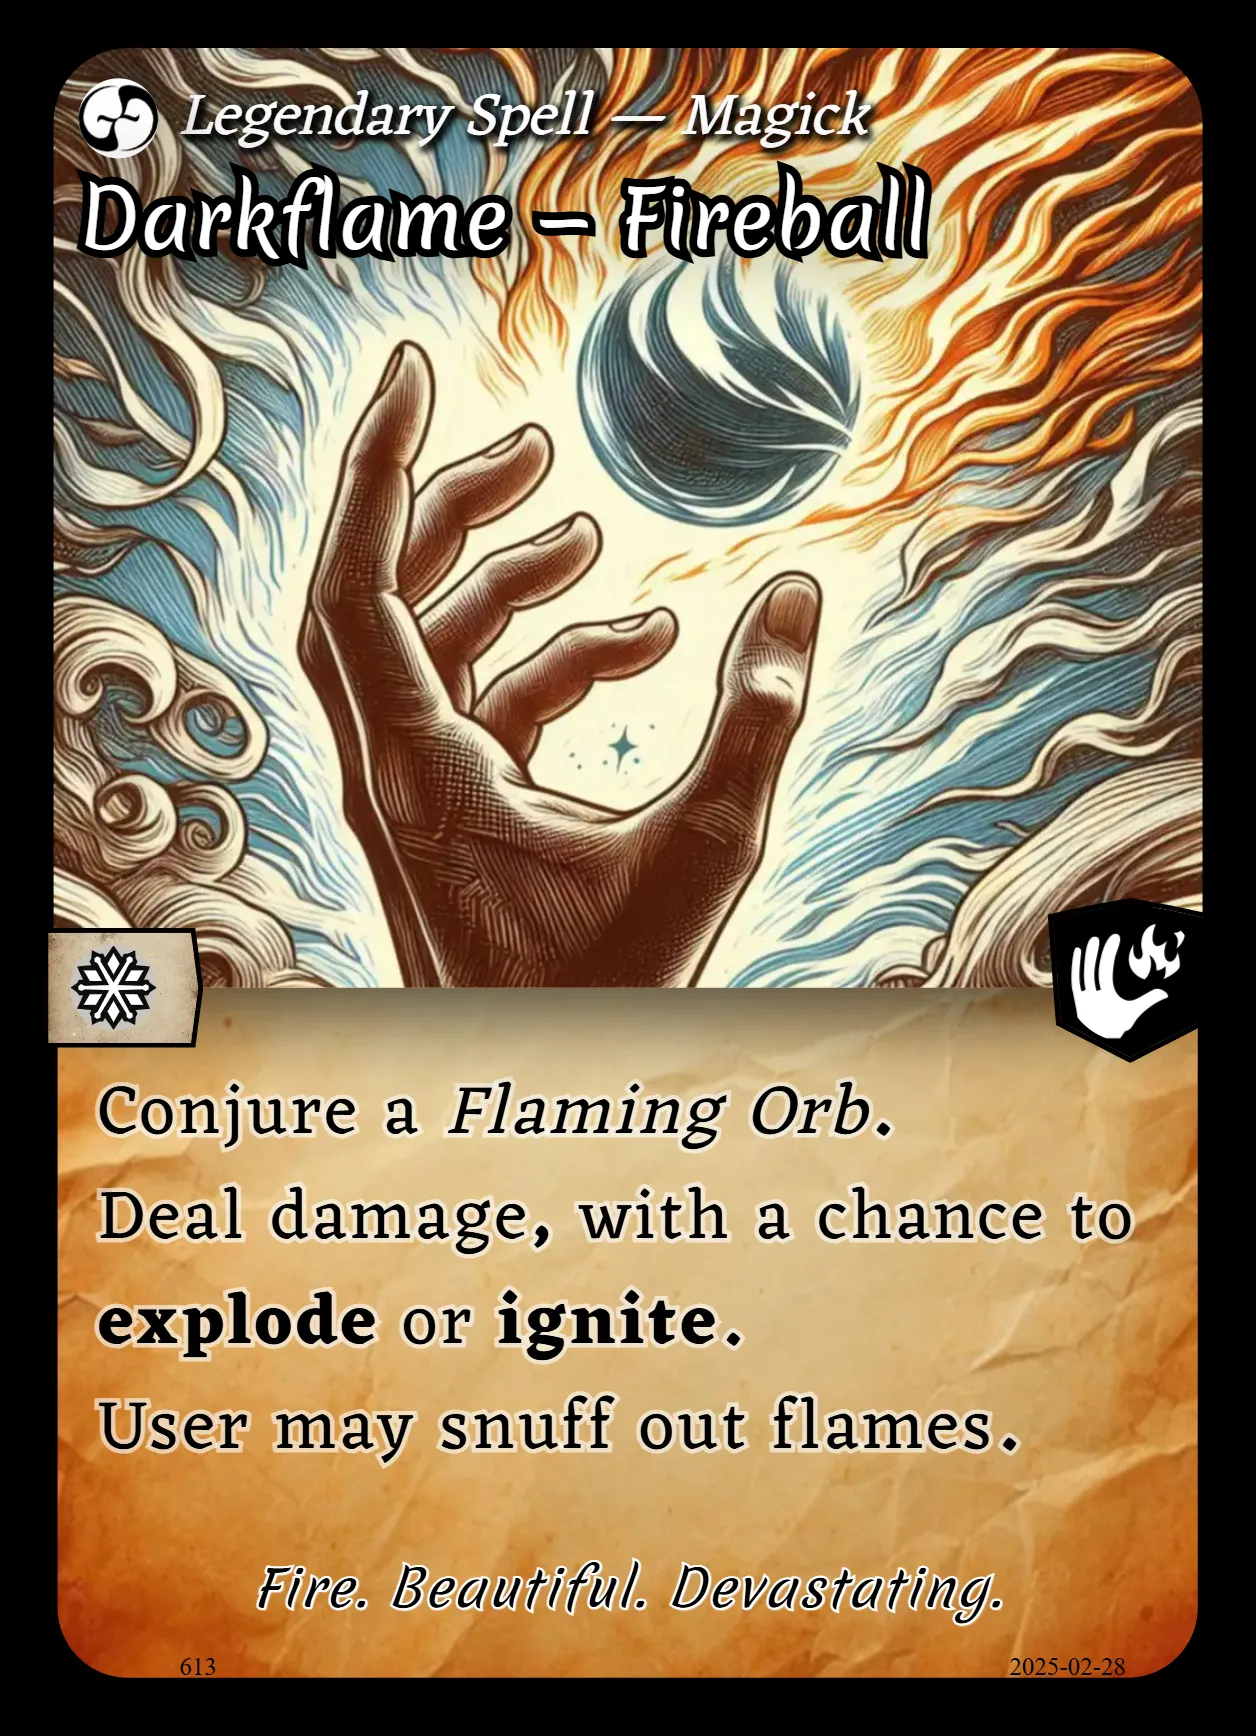 Legendary Spell — Magick
Darkflame – Fireball
Conjure a Flaming Orb.
Deal damage, with a chance to
explode or ignite.
User may snuff out flames.
Fire. Beautiful. Devastating.
613
2025-02-28